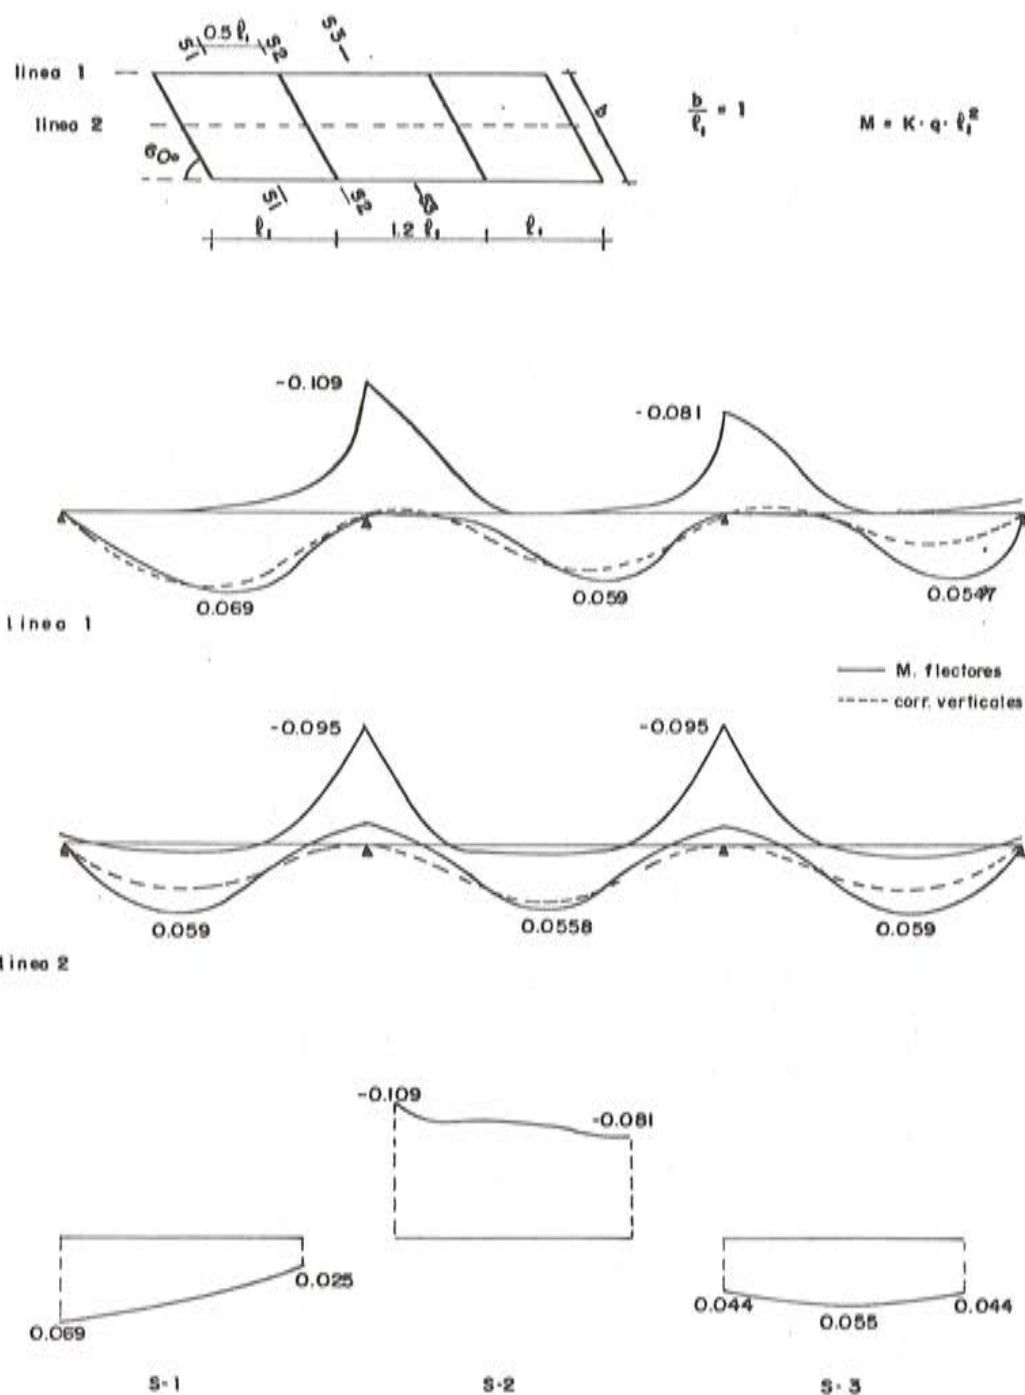 S1 0.5 ℓ₁ S2 S3
linea 1
linea 2
60°
b
b/ℓ₁ = 1
M = K·q·ℓ₁²
S1 S2 S3
ℓ₁ 1.2 ℓ₁ ℓ₁
-0.109
-0.081
0.069
0.059
0.0547
linea 1
M. flectores
corr. verticales
-0.095
-0.095
0.059
0.0558
0.059
linea 2
-0.109
-0.081
0.025
0.069
0.044
0.055
0.044
S-1
S-2
S-3